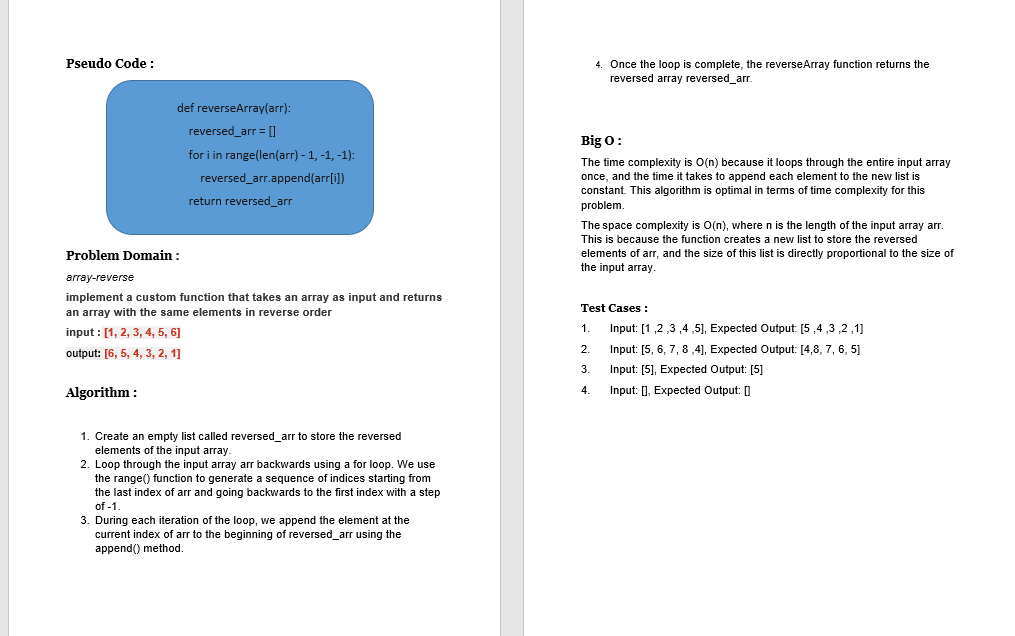 Pseudo Code :
def reverseArray(arr):
reversed_arr = []
for i in range(len(arr) - 1, -1, -1):
reversed_arr.append(arr[i])
return reversed_arr
Problem Domain :
array-reverse
implement a custom function that takes an array as input and returns
an array with the same elements in reverse order
input : [1, 2, 3, 4, 5, 6]
output: [6, 5, 4, 3, 2, 1]
Algorithm :
1. Create an empty list called reversed_arr to store the reversed
elements of the input array.
2. Loop through the input array arr backwards using a for loop. We use
the range() function to generate a sequence of indices starting from
the last index of arr and going backwards to the first index with a step
of -1.
3. During each iteration of the loop, we append the element at the
current index of arr to the beginning of reversed_arr using the
append() method.
4. Once the loop is complete, the reverseArray function returns the
reversed array reversed_arr.
Big O :
The time complexity is O(n) because it loops through the entire input array
once, and the time it takes to append each element to the new list is
constant. This algorithm is optimal in terms of time complexity for this
problem.
The space complexity is O(n), where n is the length of the input array arr.
This is because the function creates a new list to store the reversed
elements of arr, and the size of this list is directly proportional to the size of
the input array.
Test Cases :
1. Input: [1 ,2 ,3 ,4 ,5], Expected Output: [5 ,4 ,3 ,2 ,1]
2. Input: [5, 6, 7, 8 ,4], Expected Output: [4,8, 7, 6, 5]
3. Input: [5], Expected Output: [5]
4. Input: [], Expected Output: []